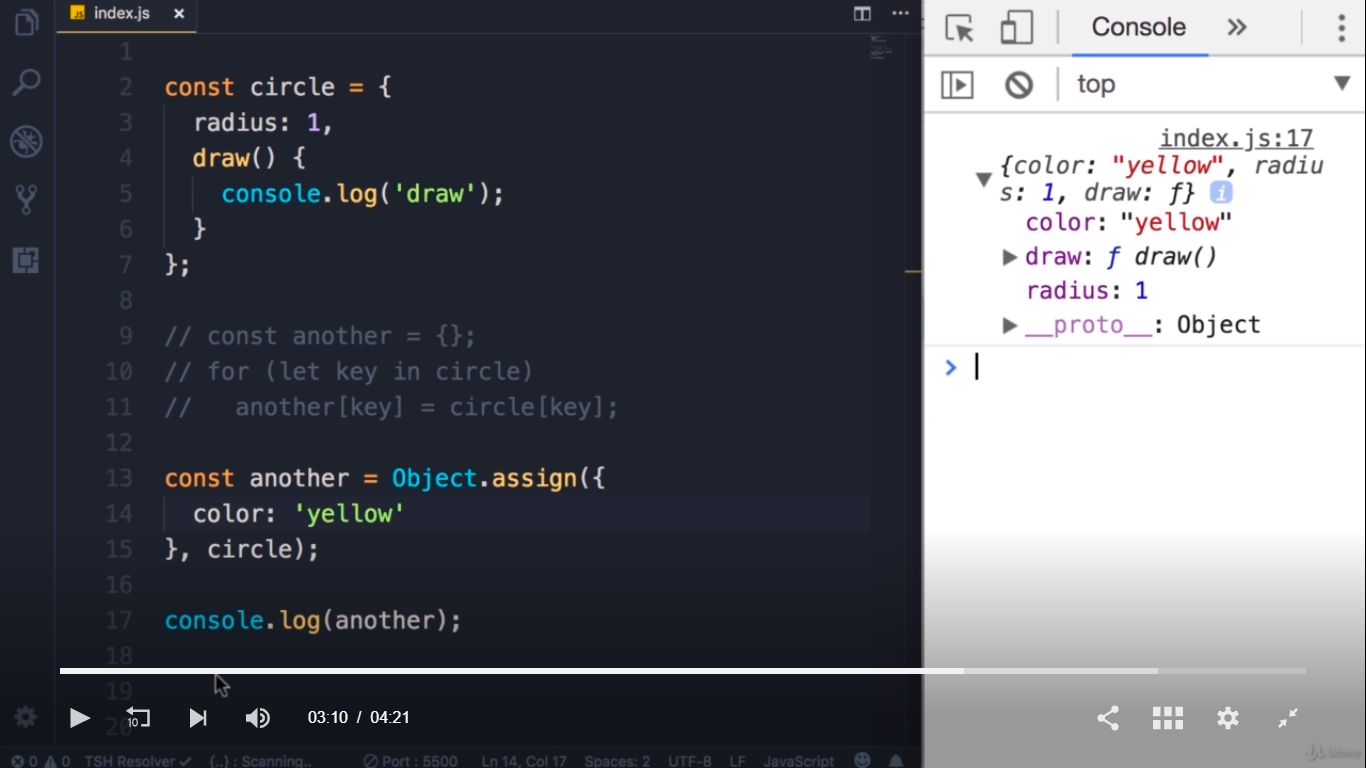 index.js
1
2 const circle = {
3 radius: 1,
4 draw() {
5 console.log('draw');
6 }
7 };
8
9 // const another = {};
10 // for (let key in circle)
11 //   another[key] = circle[key];
12
13 const another = Object.assign({
14 color: 'yellow'
15 }, circle);
16
17 console.log(another);
18
19
20
10
03:10 / 04:21
0 0 TSH Resolver {..} : Scanning.. Port : 5500 Ln 14, Col 17 Spaces: 2 UTF-8 LF JavaScript
Console
top
index.js:17
{color: "yellow", radiu
s: 1, draw: ƒ}
color: "yellow"
draw: ƒ draw()
radius: 1
__proto__: Object
Udemy